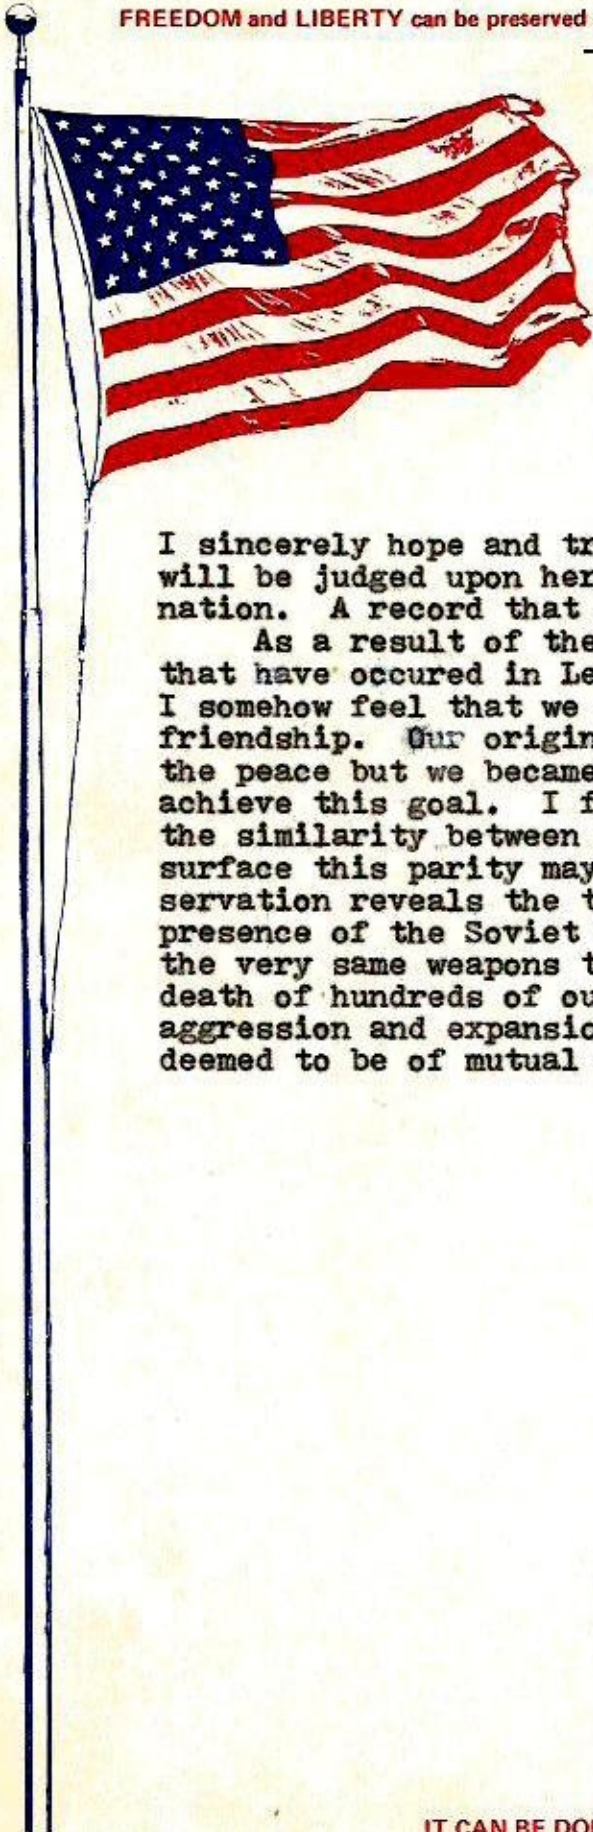 FREEDOM and LIBERTY can be preserved
I sincerely hope and tr
will be judged upon her
nation. A record that
As a result of the
that have occured in Le
I somehow feel that we
friendship. Our origin
the peace but we became
achieve this goal. I f
the similarity between
surface this parity may
servation reveals the t
presence of the Soviet
the very same weapons t
death of hundreds of ou
aggression and expansio
deemed to be of mutual
IT CAN BE DO